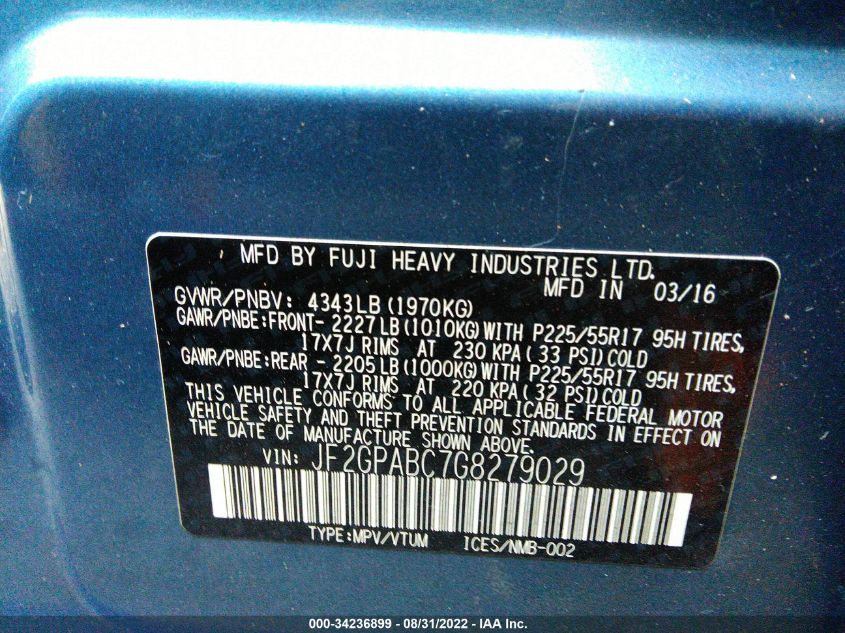 MFD BY FUJI HEAVY INDUSTRIES LTD.
MFD IN 03/16
GVWR/PNBV: 4343LB (1970KG)
GAWR/PNBE:FRONT- 2227LB (1010KG) WITH P225/55R17 95H TIRES,
17X7J RIMS AT 230 KPA ( 33 PSI) COLD
GAWR/PNBE:REAR - 2205LB (1000KG) WITH P225/55R17 95H TIRES,
17X7J RIMS AT 220 KPA ( 32 PSI) COLD
THIS VEHICLE CONFORMS TO ALL APPLICABLE FEDERAL MOTOR
VEHICLE SAFETY AND THEFT PREVENTION STANDARDS IN EFFECT ON
THE DATE OF MANUFACTURE SHOWN ABOVE.
VIN: JF2GPABC7G8279029
TYPE:MPV/VTUM ICES/NMB-002
000-34236899 - 08/31/2022 - IAA Inc.